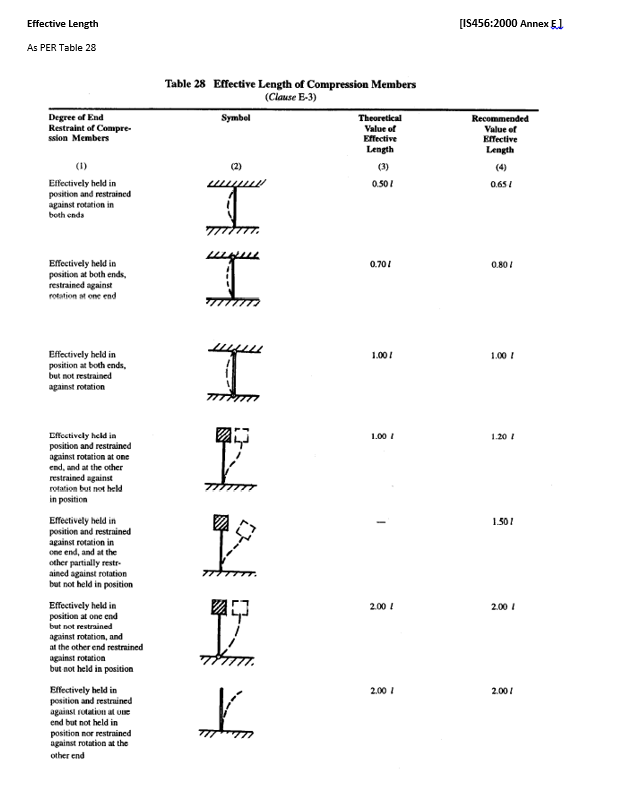 Effective Length [IS456:2000 Annex E]
As PER Table 28
Table 28 Effective Length of Compression Members
(Clause E-3)
Degree of End Symbol Theoretical Recommended
Restraint of Compre- Value of Value of
ssion Members Effective Effective
Length Length
(1) (2) (3) (4)
Effectively held in 0.50 l 0.65 l
position and restrained
against rotation in
both ends
Effectively held in 0.70 l 0.80 l
position at both ends,
restrained against
rotation at one end
Effectively held in 1.00 l 1.00 l
position at both ends,
but not restrained
against rotation
Effectively held in 1.00 l 1.20 l
position and restrained
against rotation at one
end, and at the other
restrained against
rotation but not held
in position
Effectively held in — 1.50 l
position and restrained
against rotation in
one end, and at the
other partially restr-
ained against rotation
but not held in position
Effectively held in 2.00 l 2.00 l
position at one end
but not restrained
against rotation, and
at the other end restrained
against rotation
but not held in position
Effectively held in 2.00 l 2.00 l
position and restrained
against rotation at one
end but not held in
position nor restrained
against rotation at the
other end